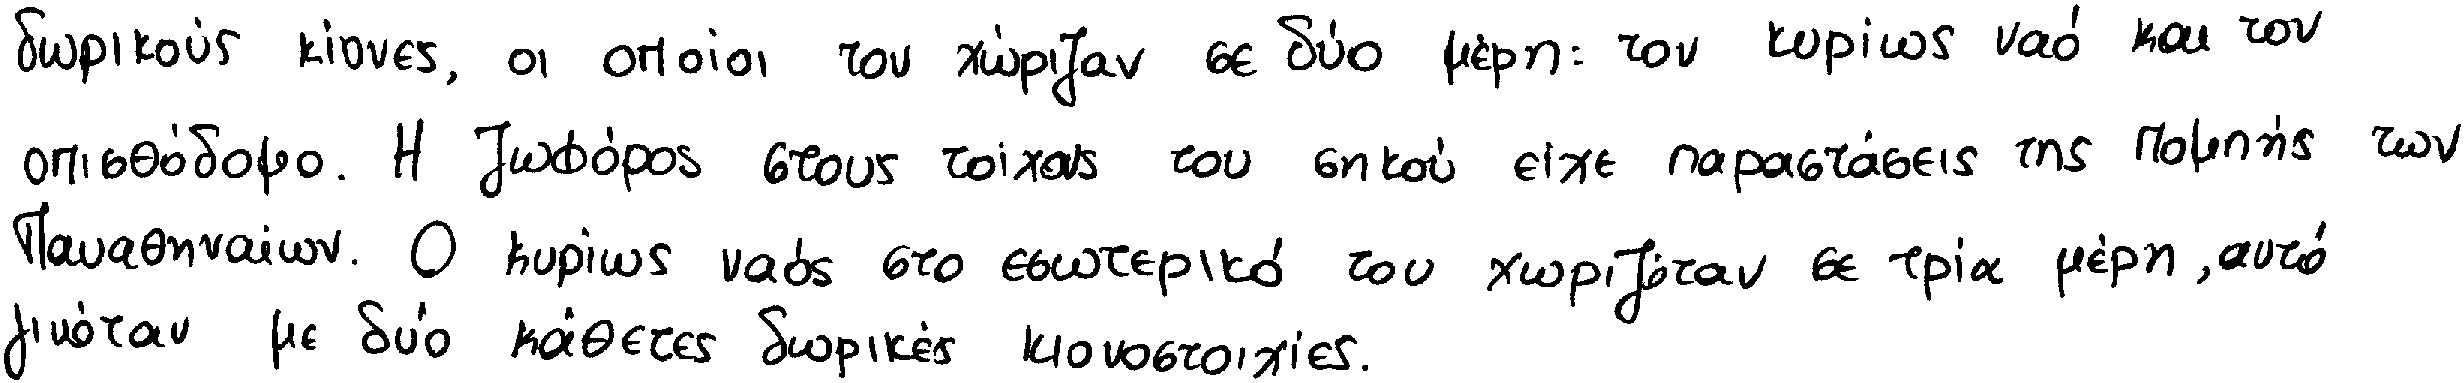 δωρικούς κίονες, οι οποίοι τον χώριζαν σε δύο μέρη: τον κυρίως ναό και τον
οπισθόδομο. Η ζωφόρος στους τοίχους του σηκού είχε παραστάσεις της πομπής των
Παναθηναίων. Ο κυρίως ναός στο εσωτερικό του χωριζόταν σε τρία μέρη, αυτό
γινόταν με δύο κάθετες δωρικές κιονοστοιχίες.